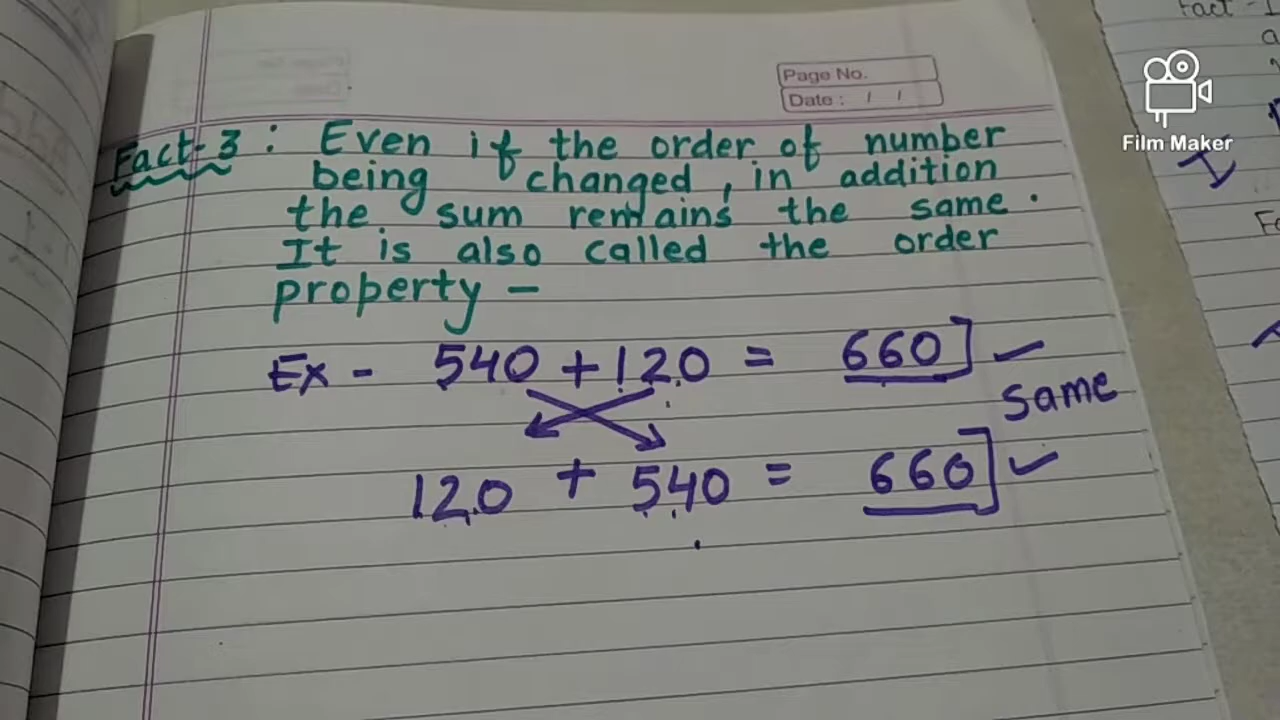 Fact - I
Page No.
Date : / /
Film Maker
Fact-3 : Even if the order of number
being changed, in addition
the sum remains the same.
It is also called the order
property -
Ex - 540 + 120 = 660
Same
120 + 540 = 660